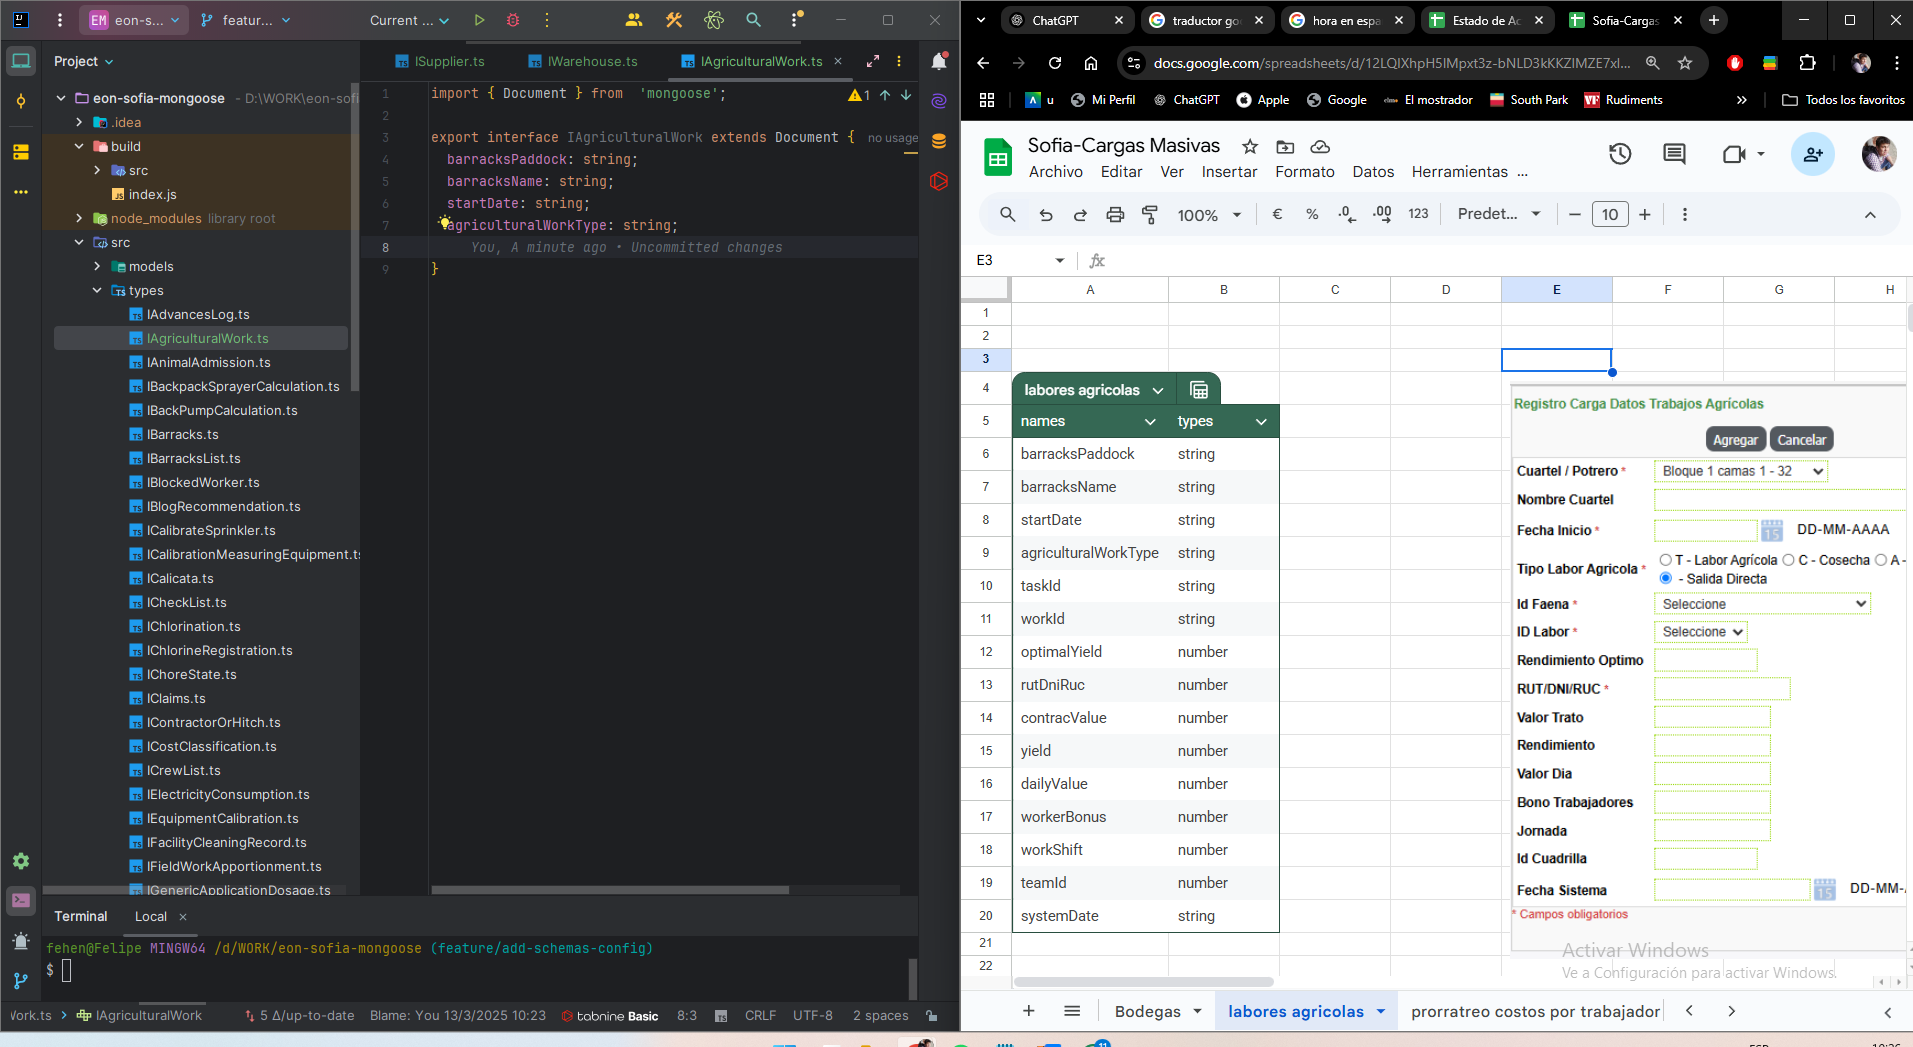 EM eon-s...
featur...
Current ...
Project
eon-sofia-mongoose - D:\WORK\eon-sofi
.idea
build
src
index.js
node_modules library root
src
models
types
IAdvancesLog.ts
IAgriculturalWork.ts
IAnimalAdmission.ts
IBackpackSprayerCalculation.ts
IBackPumpCalculation.ts
IBarracks.ts
IBarracksList.ts
IBlockedWorker.ts
IBlogRecommendation.ts
ICalibrateSprinkler.ts
ICalibrationMeasuringEquipment.ts
ICalicata.ts
ICheckList.ts
IChlorination.ts
IChlorineRegistration.ts
IChoreState.ts
IClaims.ts
IContractorOrHitch.ts
ICostClassification.ts
ICrewList.ts
IElectricityConsumption.ts
IEquipmentCalibration.ts
IFacilityCleaningRecord.ts
IFieldWorkApportionment.ts
IGenericApplicationDosage.ts
ISupplier.ts
IWarehouse.ts
IAgriculturalWork.ts
1 import { Document } from 'mongoose';
1
2
3 export interface IAgriculturalWork extends Document { no usage
4 barracksPaddock: string;
5 barracksName: string;
6 startDate: string;
7 agriculturalWorkType: string;
8 You, A minute ago • Uncommitted changes
9 }
Terminal
Local
fehen@Felipe MINGW64 /d/WORK/eon-sofia-mongoose (feature/add-schemas-config)
$
Work.ts
IAgriculturalWork
5 Δ/up-to-date
Blame: You 13/3/2025 10:23
tabnine Basic
8:3
CRLF
UTF-8
2 spaces
ChatGPT
traductor go
hora en espa
Estado de Ac
Sofia-Cargas
docs.google.com/spreadsheets/d/12LQIXhpH5IMpxt3z-bNLD3kKKZIMZE7xl...
u
Mi Perfil
ChatGPT
Apple
Google
El mostrador
South Park
VF Rudiments
Todos los favoritos
Sofia-Cargas Masivas
Archivo Editar Ver Insertar Formato Datos Herramientas ...
100%
€ % .0 .00 123
Predet...
10
E3
fx
A B C D E F G H
1
2
3
4 labores agricolas
5 names types
6 barracksPaddock string
7 barracksName string
8 startDate string
9 agriculturalWorkType string
10 taskId string
11 workId string
12 optimalYield number
13 rutDniRuc number
14 contracValue number
15 yield number
16 dailyValue number
17 workerBonus number
18 workShift number
19 teamId number
20 systemDate string
21
22
Registro Carga Datos Trabajos Agrícolas
Agregar Cancelar
Cuartel / Potrero * Bloque 1 camas 1 - 32
Nombre Cuartel
Fecha Inicio * 15 DD-MM-AAAA
Tipo Labor Agricola * T - Labor Agrícola C - Cosecha A -
- Salida Directa
Id Faena * Seleccione
ID Labor * Seleccione
Rendimiento Optimo
RUT/DNI/RUC *
Valor Trato
Rendimiento
Valor Dia
Bono Trabajadores
Jornada
Id Cuadrilla
Fecha Sistema 15 DD-MM-
* Campos obligatorios
Activar Windows
Ve a Configuración para activar Windows.
Bodegas
labores agricolas
prorratreo costos por trabajador
11